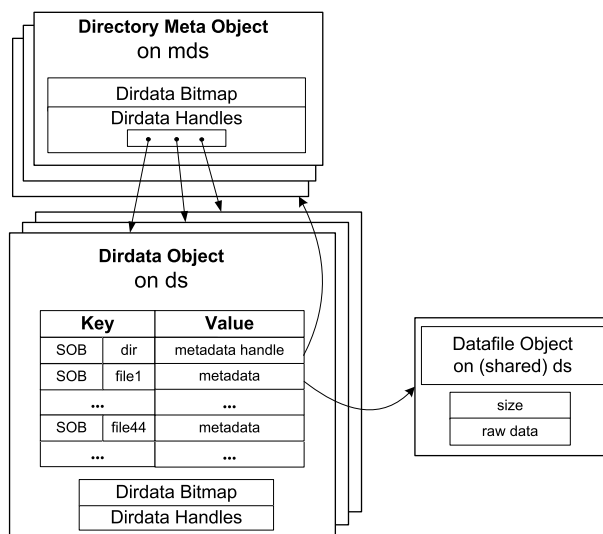 Directory Meta Object
on mds
Dirdata Bitmap
Dirdata Handles
Dirdata Object
on ds
Key Value
SOB dir metadata handle
SOB file1 metadata
... ...
SOB file44 metadata
... ...
Dirdata Bitmap
Dirdata Handles
Datafile Object
on (shared) ds
size
raw data